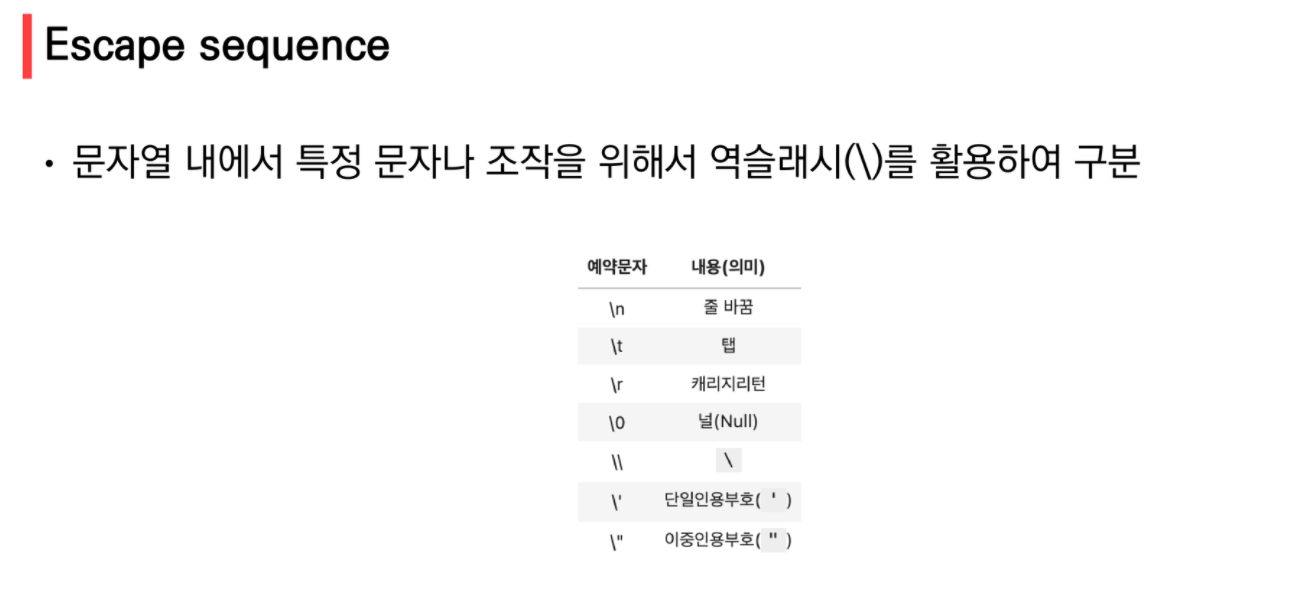 Escape sequence
• 문자열 내에서 특정 문자나 조작을 위해서 역슬래시(\)를 활용하여 구분
예약문자 내용(의미)
\n 줄 바꿈
\t 탭
\r 캐리지리턴
\0 널(Null)
\\ \
\' 단일인용부호( ' )
\" 이중인용부호( " )